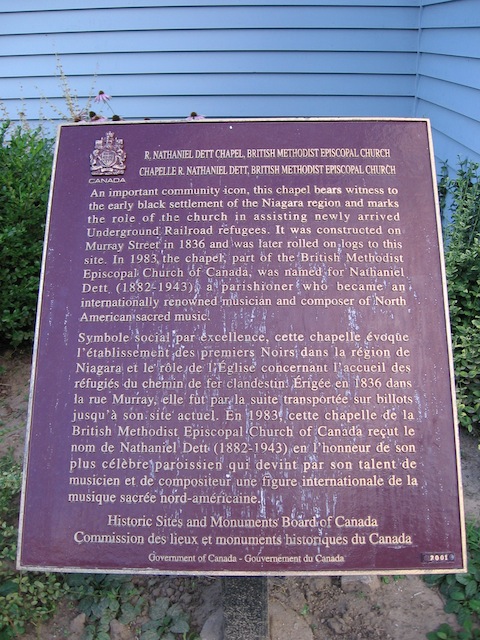 CANADA
R. NATHANIEL DETT CHAPEL, BRITISH METHODIST EPISCOPAL CHURCH
CHAPELLE R. NATHANIEL DETT, BRITISH METHODIST EPISCOPAL CHURCH
An important community icon, this chapel bears witness to
the early black settlement of the Niagara region and marks
the role of the church in assisting newly arrived
Underground Railroad refugees. It was constructed on
Murray Street in 1836 and was later rolled on logs to this
site. In 1983 the chapel, part of the British Methodist
Episcopal Church of Canada, was named for Nathaniel
Dett (1882-1943), a parishioner who became an
internationally renowned musician and composer of North
American sacred music.
Symbole social par excellence, cette chapelle évoque
l'établissement des premiers Noirs dans la région de
Niagara et le rôle de l'Église concernant l'accueil des
réfugiés du chemin de fer clandestin. Érigée en 1836 dans
la rue Murray, elle fut par la suite transportée sur billots
jusqu'à son site actuel. En 1983, cette chapelle de la
British Methodist Episcopal Church of Canada reçut le
nom de Nathaniel Dett (1882-1943) en l'honneur de son
plus célèbre paroissien qui devint par son talent de
musicien et de compositeur une figure internationale de la
musique sacrée nord-américaine.
Historic Sites and Monuments Board of Canada
Commission des lieux et monuments historiques du Canada
Government of Canada - Gouvernement du Canada
2001